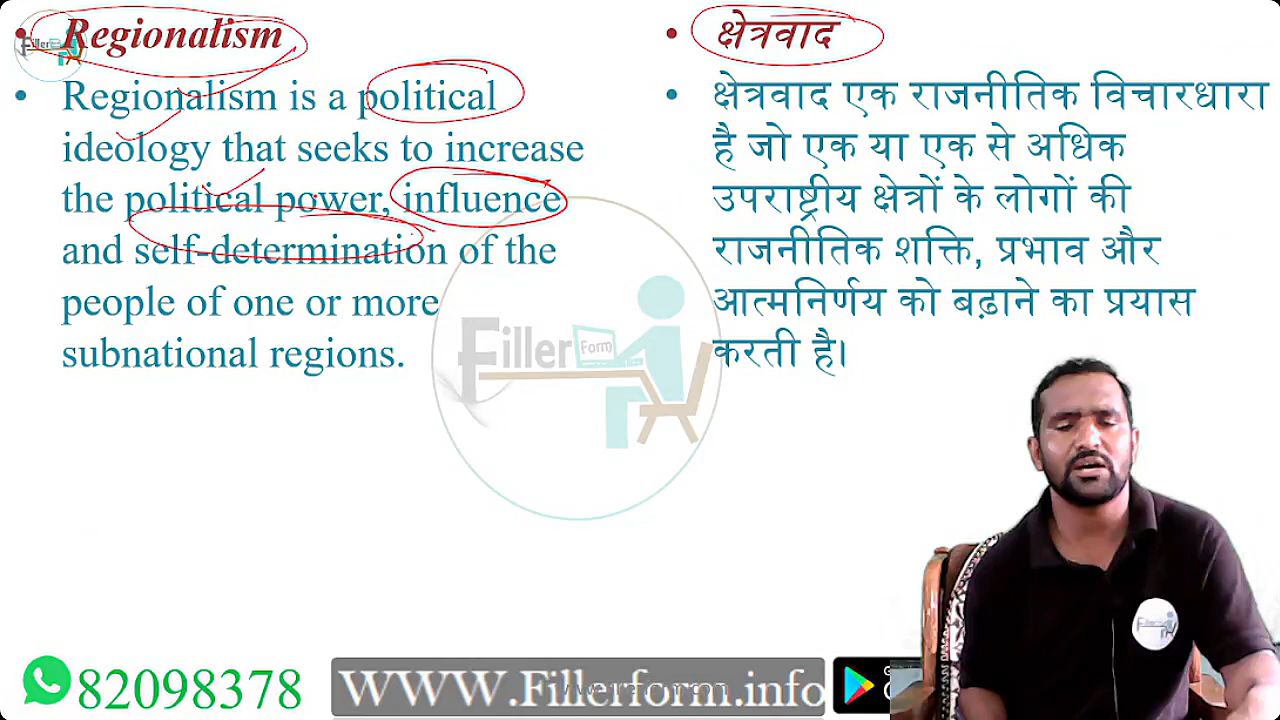 • Regionalism
• Regionalism is a political
ideology that seeks to increase
the political power, influence
and self-determination of the
people of one or more
subnational regions.
• क्षेत्रवाद
• क्षेत्रवाद एक राजनीतिक विचारधारा
है जो एक या एक से अधिक
उपराष्ट्रीय क्षेत्रों के लोगों की
राजनीतिक शक्ति, प्रभाव और
आत्मनिर्णय को बढ़ाने का प्रयास
करती है।
Filler Form
82098378
www.Fillerform.info